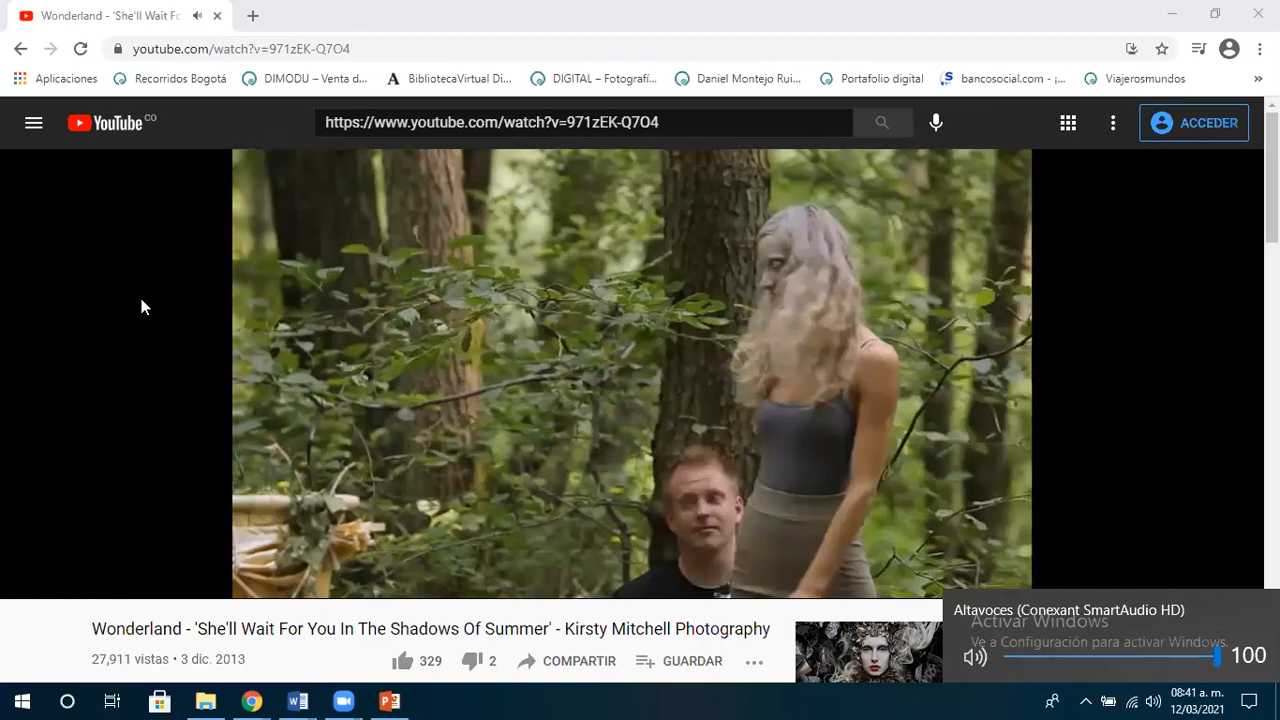 Wonderland - 'She'll Wait Fo
youtube.com/watch?v=971zEK-Q7O4
Aplicaciones
Recorridos Bogotá
DIMODU – Venta d...
BibliotecaVirtual Di...
DIGITAL – Fotografí...
Daniel Montejo Rui...
Portafolio digital
bancosocial.com - ¡...
Viajerosmundos
»
YouTube CO
https://www.youtube.com/watch?v=971zEK-Q7O4
ACCEDER
Wonderland - 'She'll Wait For You In The Shadows Of Summer' - Kirsty Mitchell Photography
27,911 vistas • 3 dic. 2013
329
2
COMPARTIR
GUARDAR
Altavoces (Conexant SmartAudio HD)
Activar Windows
Ve a Configuración para activar Windows.
100
08:41 a. m.
12/03/2021